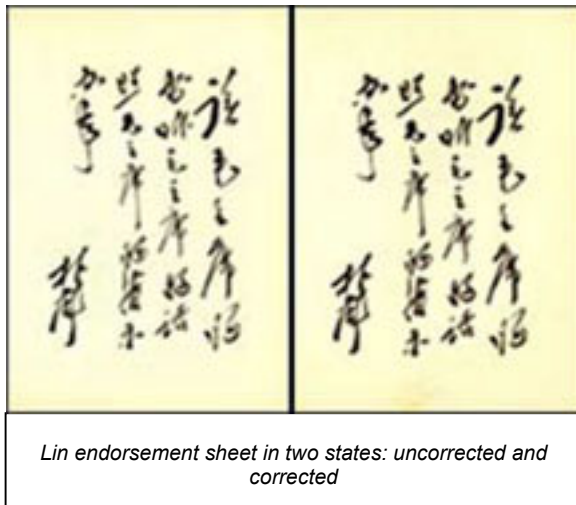 读毛主席的
书听毛主席的话
照毛主席的指示
办事
林彪
读毛主席的
书听毛主席的话
照毛主席的指示
办事
林彪
Lin endorsement sheet in two states: uncorrected and
corrected